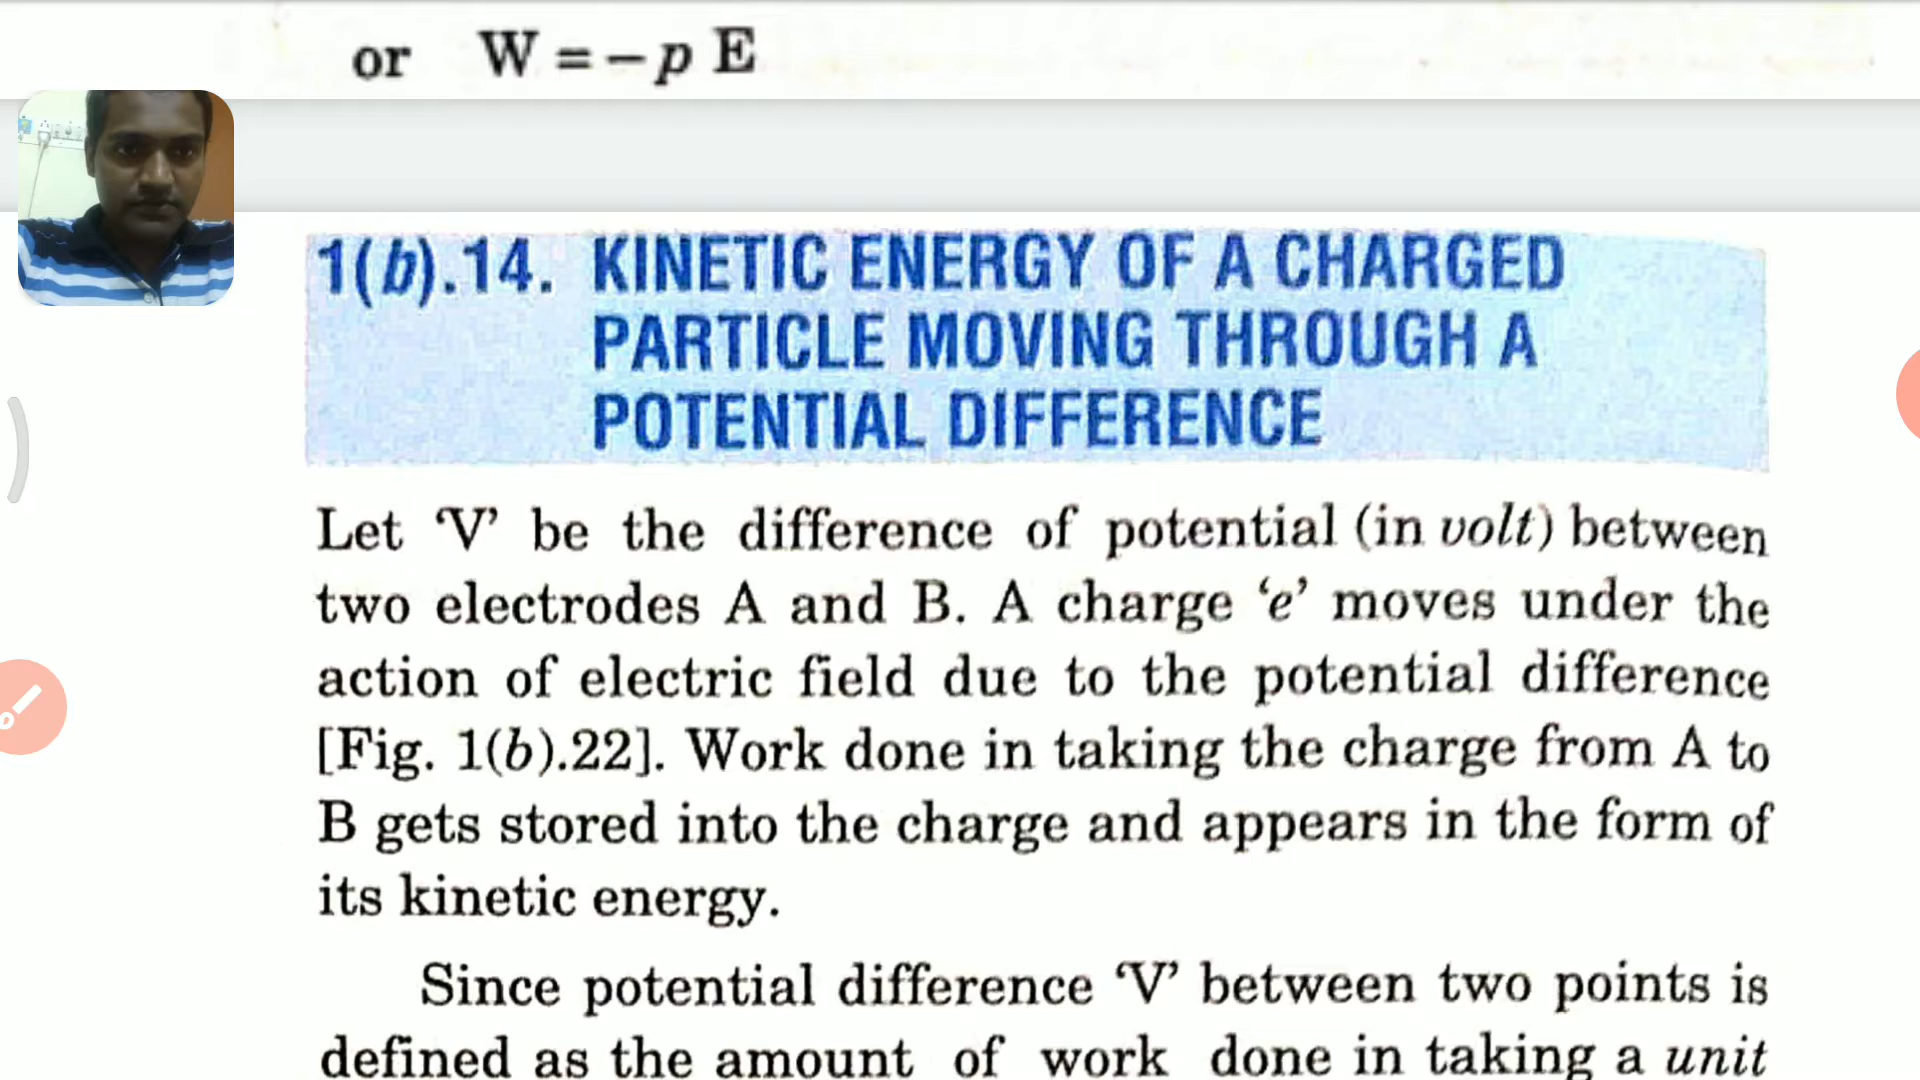 or W = – p E
1(b).14. KINETIC ENERGY OF A CHARGED
PARTICLE MOVING THROUGH A
POTENTIAL DIFFERENCE
Let ‘V’ be the difference of potential (in volt) between
two electrodes A and B. A charge ‘e’ moves under the
action of electric field due to the potential difference
[Fig. 1(b).22]. Work done in taking the charge from A to
B gets stored into the charge and appears in the form of
its kinetic energy.
Since potential difference ‘V’ between two points is
defined as the amount of work done in taking a unit